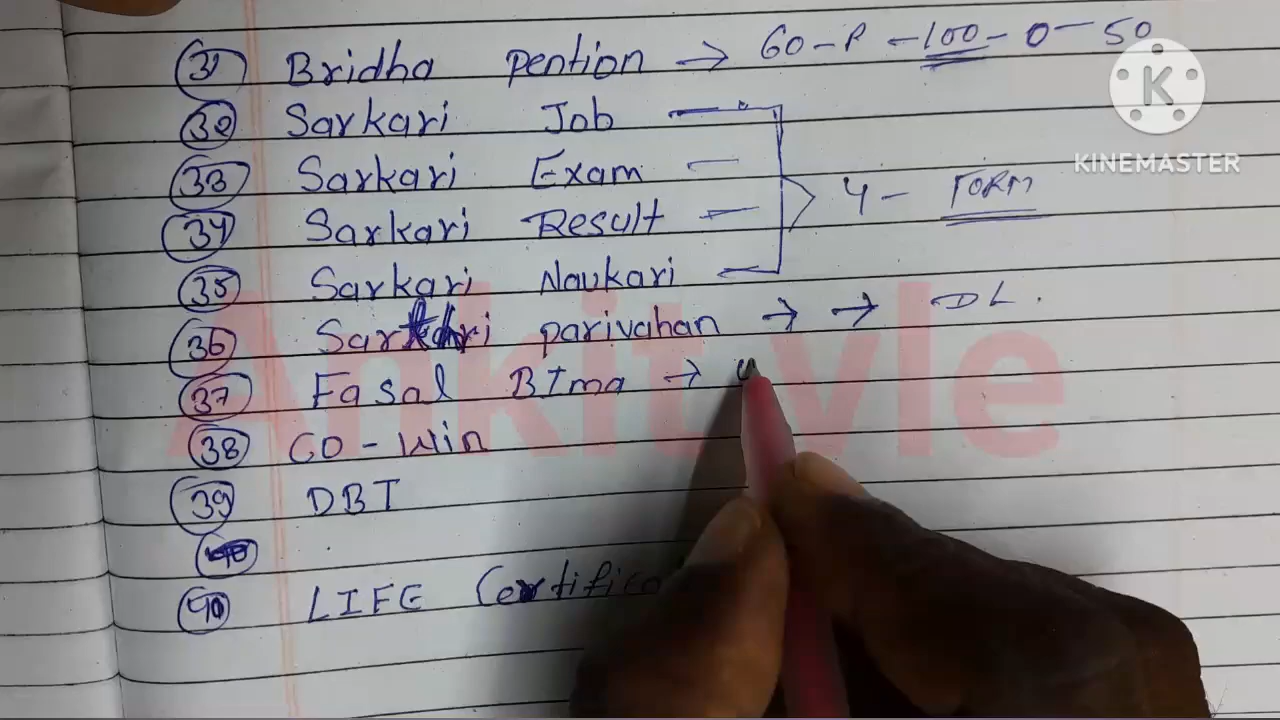 31 Bridha pention → 60-P-100-0-50
32 Sarkari Job
33 Sarkari Exam
34 Sarkari Result
35 Sarkari Naukari
4 - FORM
36 parivahan → → DL.
37 Fasal BIma →
38 CO-Win
39 DBT
40 LIFE
K
KINEMASTER
Ankitvle